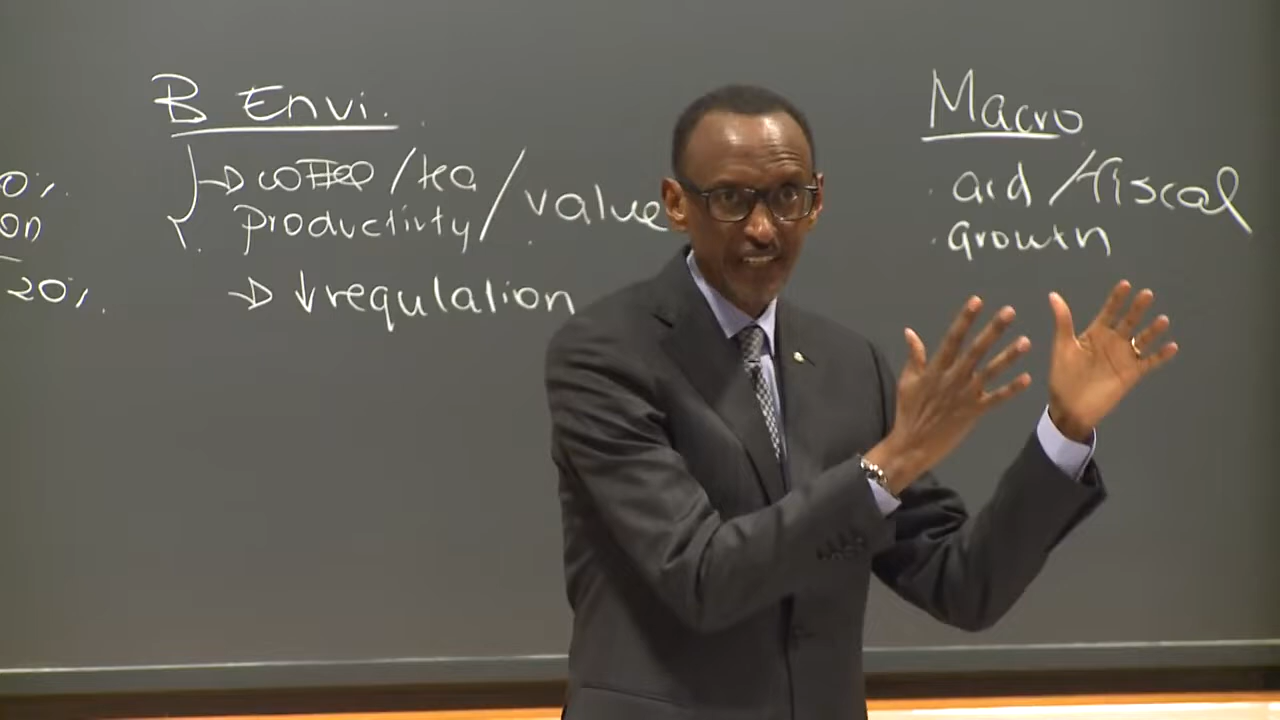 0%
on
20%
B Envi.
→ coffee/tea/value
productivity
→ ↓regulation
Macro
. aid/fiscal
. growth